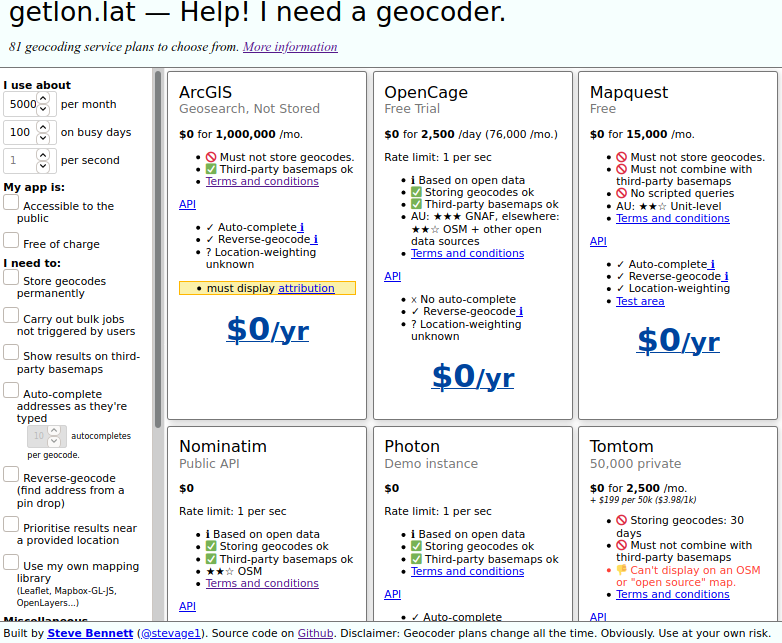 getlon.lat — Help! I need a geocoder.
81 geocoding service plans to choose from. More information
I use about
5000 per month
100 on busy days
1 per second
My app is:
Accessible to the
public
Free of charge
I need to:
Store geocodes
permanently
Carry out bulk jobs
not triggered by users
Show results on third-
party basemaps
Auto-complete
addresses as they're
typed
10 autocompletes
per geocode.
Reverse-geocode
(find address from a
pin drop)
Prioritise results near
a provided location
Use my own mapping
library
(Leaflet, Mapbox-GL-JS,
OpenLayers...)
Miscellaneous
ArcGIS
Geosearch, Not Stored
$0 for 1,000,000 /mo.
• 🚫 Must not store geocodes.
• ✅ Third-party basemaps ok
• Terms and conditions
API
• ✓ Auto-complete ℹ
• ✓ Reverse-geocode ℹ
• ? Location-weighting
unknown
• must display attribution
$0/yr
OpenCage
Free Trial
$0 for 2,500 /day (76,000 /mo.)
Rate limit: 1 per sec
• ℹ Based on open data
• ✅ Storing geocodes ok
• ✅ Third-party basemaps ok
• AU: ★★★ GNAF, elsewhere:
★★☆ OSM + other open
data sources
• Terms and conditions
API
• ☓ No auto-complete
• ✓ Reverse-geocode ℹ
• ? Location-weighting
unknown
$0/yr
Mapquest
Free
$0 for 15,000 /mo.
• 🚫 Must not store geocodes.
• 🚫 Must not combine with
third-party basemaps
• 🚫 No scripted queries
• AU: ★★☆ Unit-level
• Terms and conditions
API
• ✓ Auto-complete ℹ
• ✓ Reverse-geocode ℹ
• ✓ Location-weighting
• Test area
$0/yr
Nominatim
Public API
$0
Rate limit: 1 per sec
• ℹ Based on open data
• ✅ Storing geocodes ok
• ✅ Third-party basemaps ok
• ★★☆ OSM
• Terms and conditions
API
Photon
Demo instance
$0
Rate limit: 1 per sec
• ℹ Based on open data
• ✅ Storing geocodes ok
• ✅ Third-party basemaps ok
• Terms and conditions
API
• ✓ Auto-complete
Tomtom
50,000 private
$0 for 2,500 /mo.
+ $199 per 50k ($3.98/1k)
• 🚫 Storing geocodes: 30
days
• 🚫 Must not combine with
third-party basemaps
• 👎 Can't display on an OSM
or "open source" map.
• Terms and conditions
API
Built by Steve Bennett (@stevage1). Source code on Github. Disclaimer: Geocoder plans change all the time. Obviously. Use at your own risk.